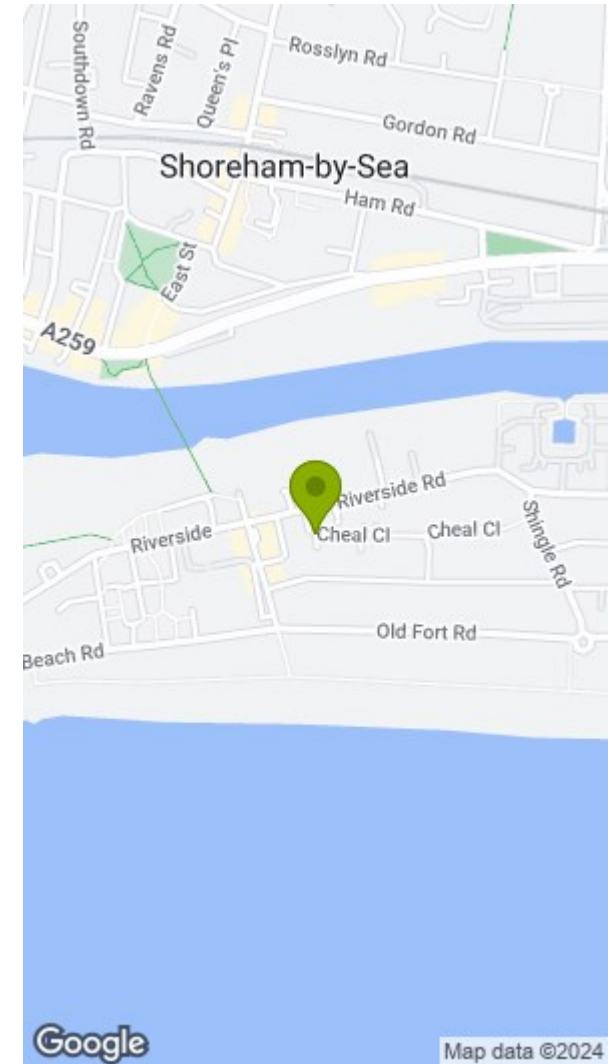 Southdown Rd
Ravens Rd
Queen's Pl
Rosslyn Rd
Gordon Rd
Shoreham-by-Sea
Ham Rd
East St
A259
Riverside Rd
Riverside
Cheal Cl
Cheal Cl
Shingle Rd
Old Fort Rd
Beach Rd
Google
Map data ©2024